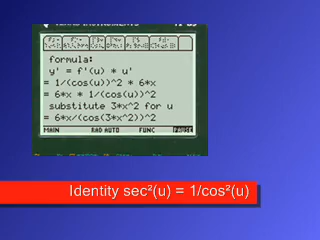 formula:
y' = f'(u) * u'
= 1/(cos(u))^2 * 6*x
= 6*x * 1/(cos(u))^2
substitute 3*x^2 for u
= 6*x/(cos(3*x^2))^2
MAIN RAD AUTO FUNC PAUSE
Identity sec²(u) = 1/cos²(u)